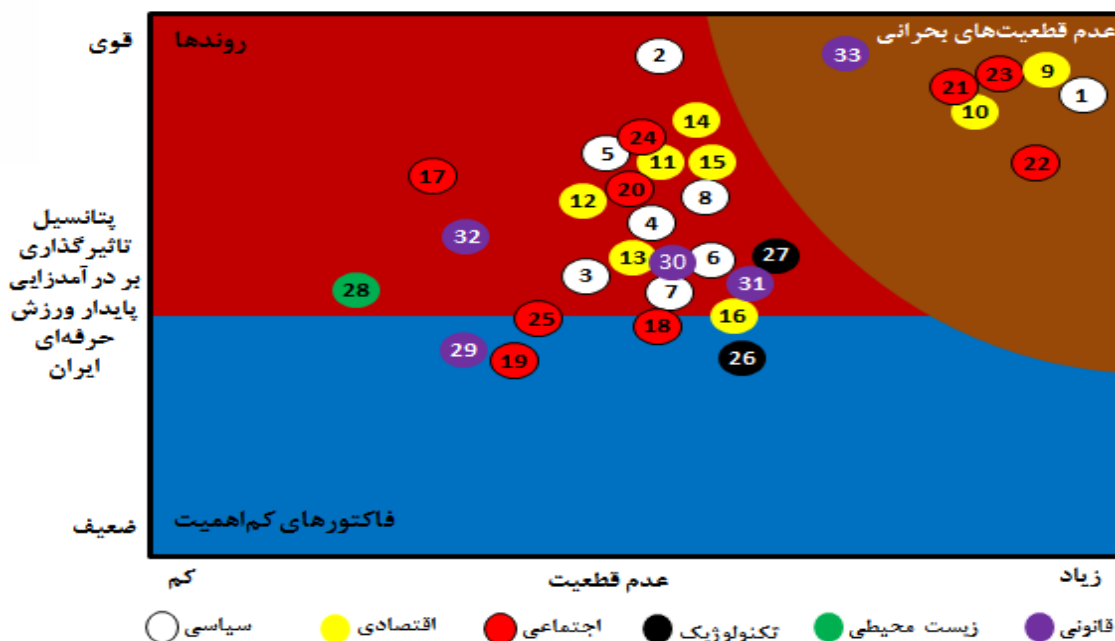 قوی
روندها
عدم قطعیت‌های بحرانی
2
33
9
23
21
1
10
14
24
5
11
15
22
17
20
12
8
4
32
13
30
6
27
3
7
31
28
16
25
18
29
19
26
پتانسیل
تاثیرگذاری
بر درآمدزایی
پایدار ورزش
حرفه‌ای
ایران
فاکتورهای کم‌اهمیت
ضعیف
کم
عدم قطعیت
زیاد
سیاسی
اقتصادی
اجتماعی
تکنولوژیک
زیست محیطی
قانونی